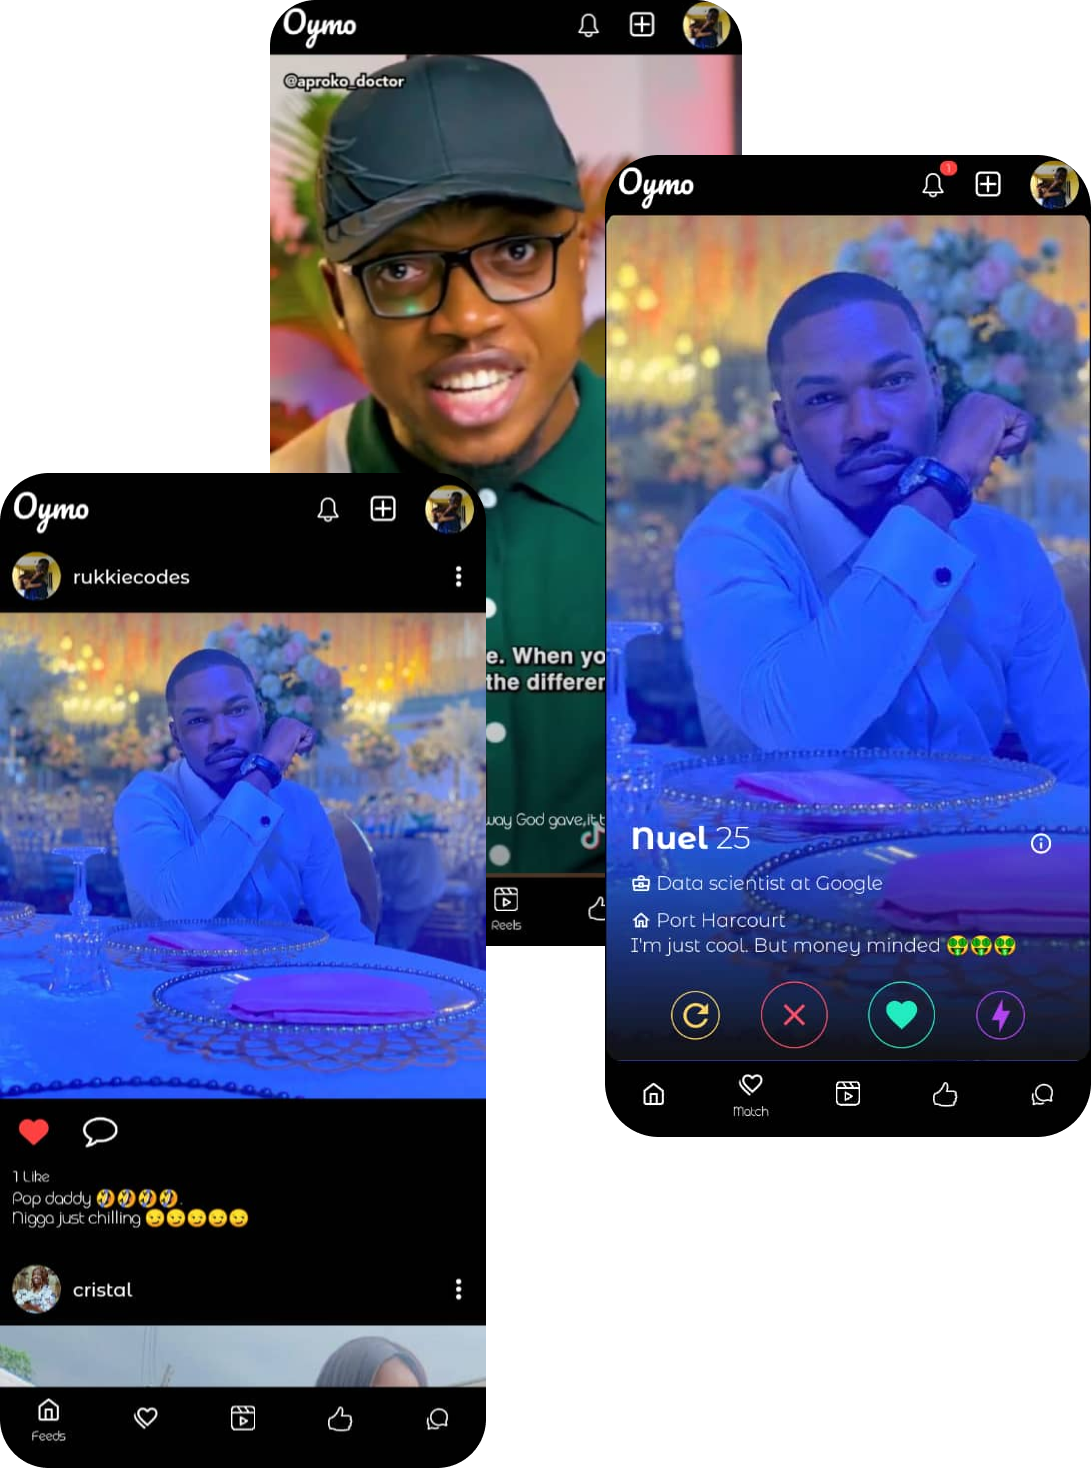 Oymo
@aproko_doctor
e. When yo
the differen
way God gave,it t
Reels
Oymo
1
Nuel 25
Data scientist at Google
Port Harcourt
I'm just cool. But money minded 🤑🤑🤑
Match
Oymo
rukkiecodes
1 Like
Pop daddy 🤣🤣🤣🤣.
Nigga just chilling 😏😏😏😏😏
cristal
Feeds